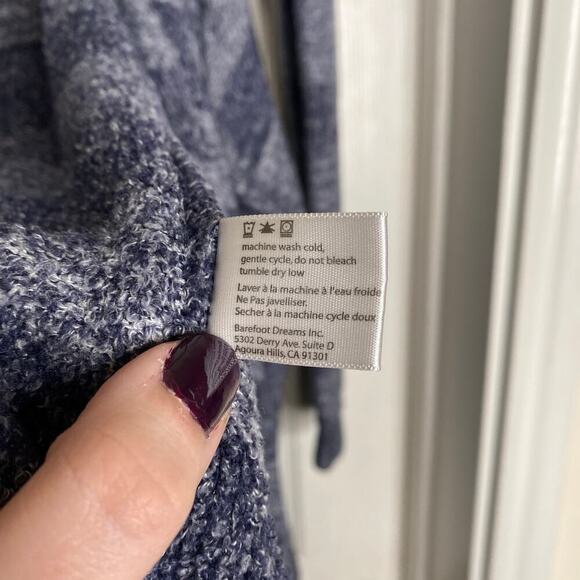 machine wash cold,
gentle cycle, do not bleach
tumble dry low
Laver à la machine à l'eau froide
Ne Pas javelliser.
Secher à la machine cycle doux
Barefoot Dreams Inc.
5302 Derry Ave. Suite D
Agoura Hills, CA 91301